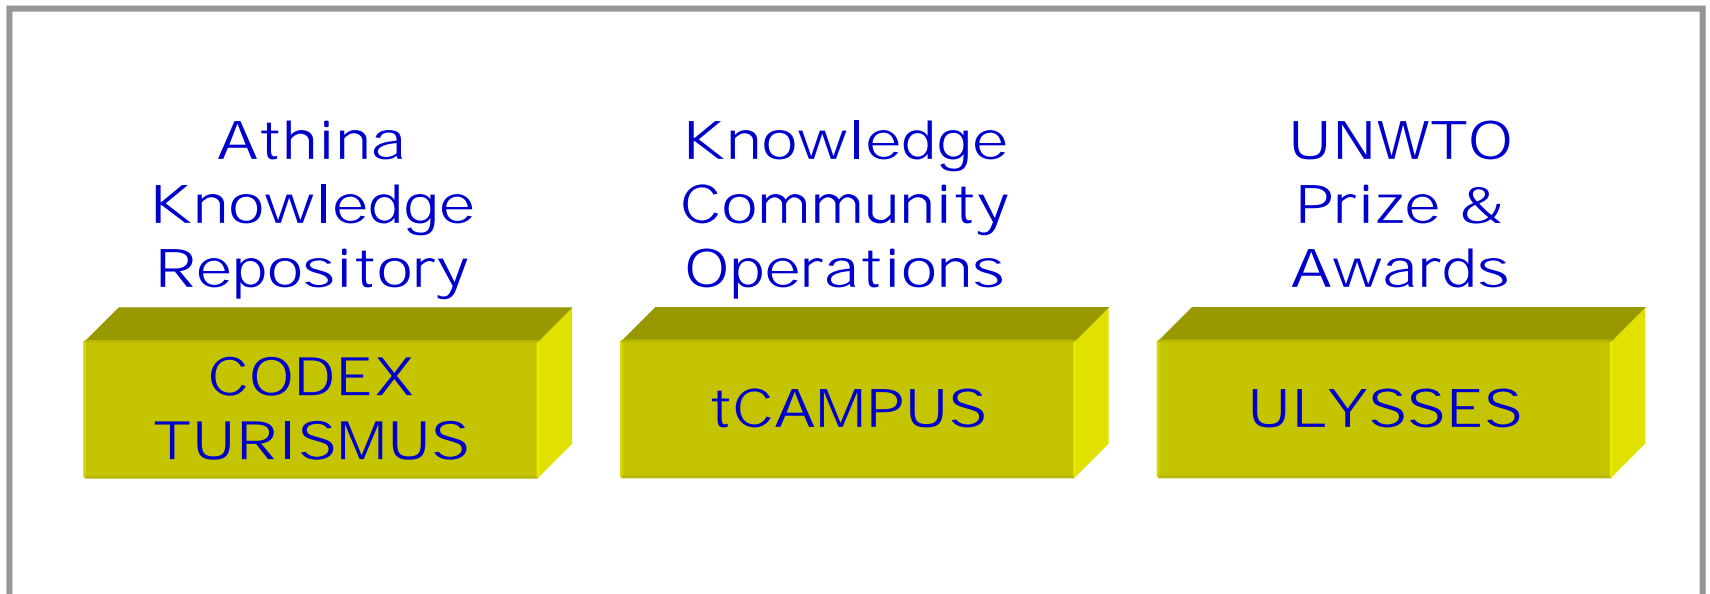 Athina
Knowledge
Repository
CODEX
TURISMUS
Knowledge
Community
Operations
tCAMPUS
UNWTO
Prize &
Awards
ULYSSES